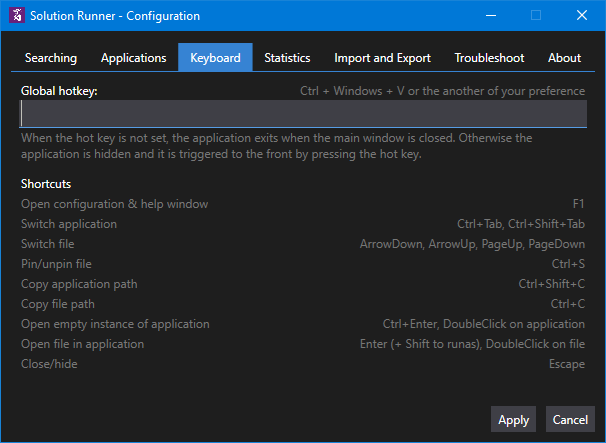 Solution Runner - Configuration
Searching Applications Keyboard Statistics Import and Export Troubleshoot About
Global hotkey: Ctrl + Windows + V or the another of your preference
When the hot key is not set, the application exits when the main window is closed. Otherwise the
application is hidden and it is triggered to the front by pressing the hot key.
Shortcuts
Open configuration & help window F1
Switch application Ctrl+Tab, Ctrl+Shift+Tab
Switch file ArrowDown, ArrowUp, PageUp, PageDown
Pin/unpin file Ctrl+S
Copy application path Ctrl+Shift+C
Copy file path Ctrl+C
Open empty instance of application Ctrl+Enter, DoubleClick on application
Open file in application Enter (+ Shift to runas), DoubleClick on file
Close/hide Escape
Apply Cancel